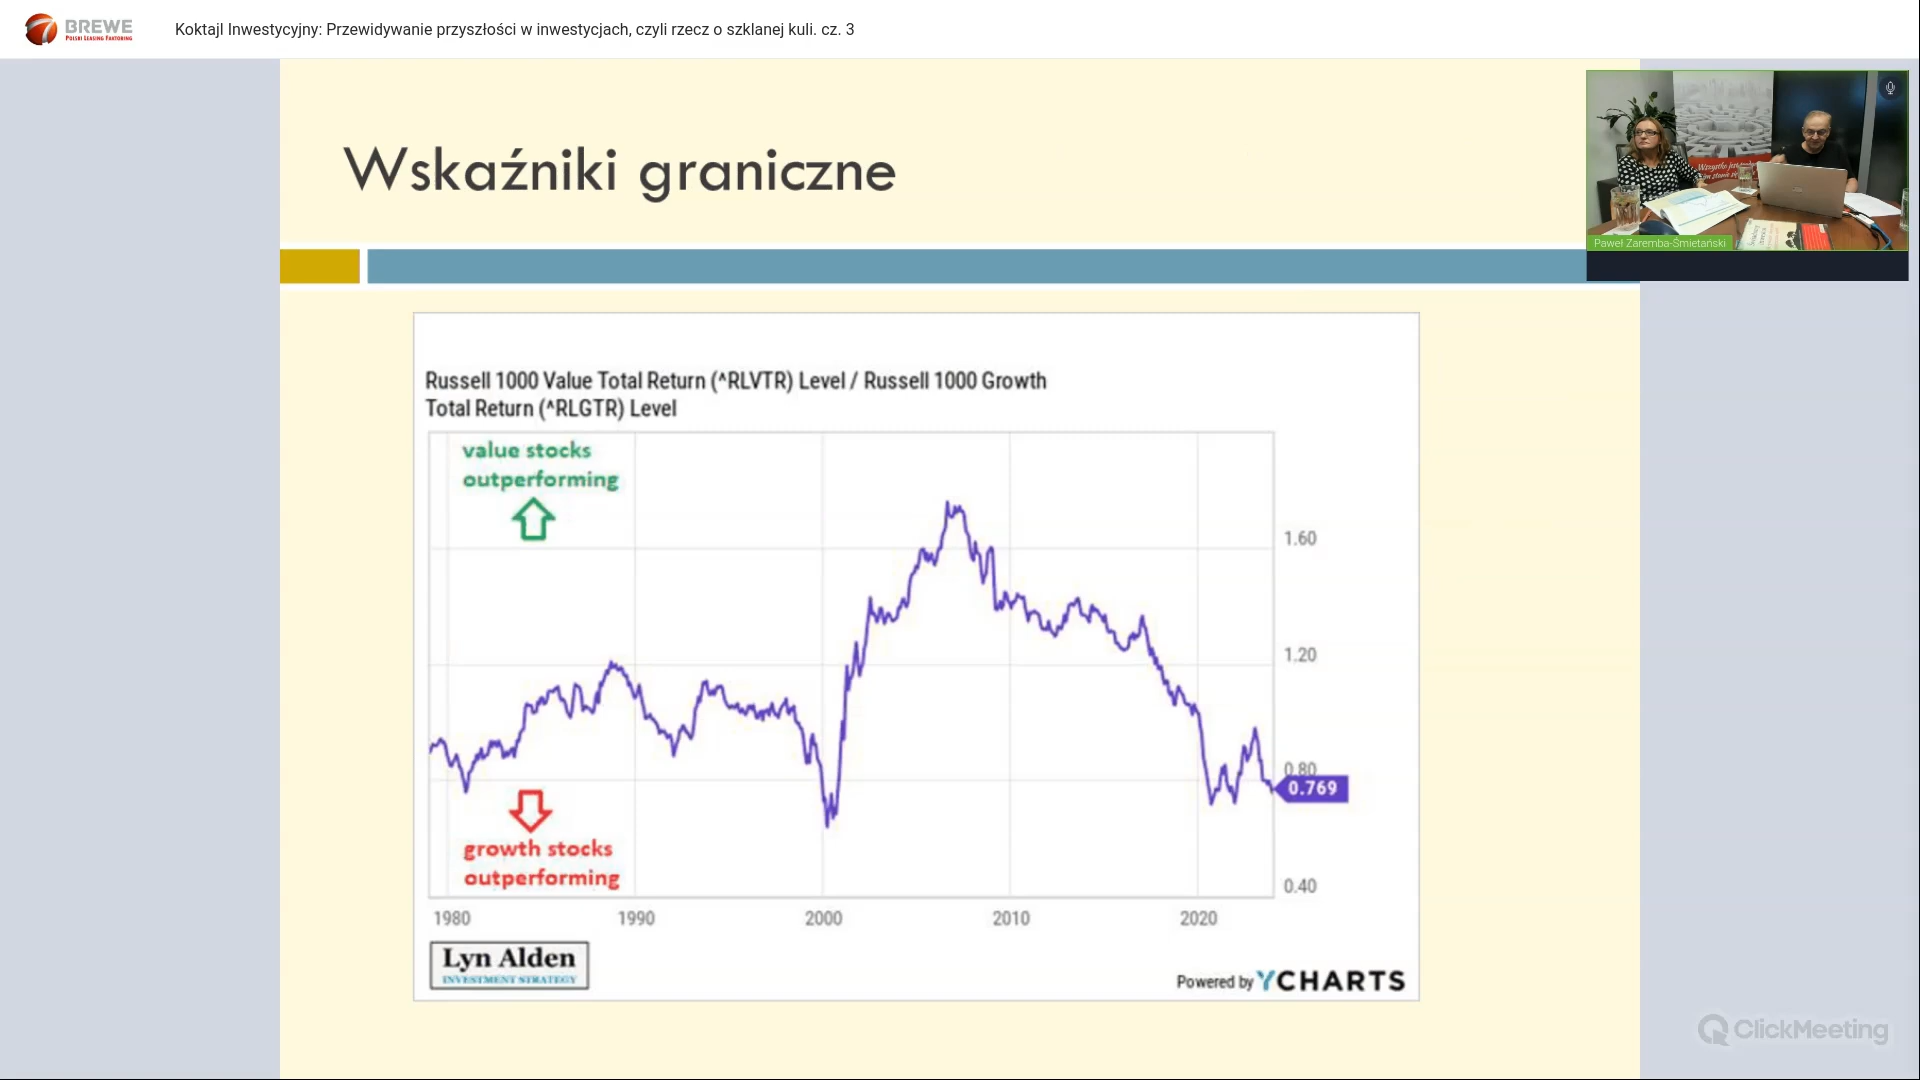 BREWE
POLSKI LEASING FAKTORING
Koktajl Inwestycyjny: Przewidywanie przyszłości w inwestycjach, czyli rzecz o szklanej kuli. cz. 3
Wskaźniki graniczne
Wszystko jest
Paweł Zaremba-Śmietański
Russell 1000 Value Total Return (^RLVTR) Level / Russell 1000 Growth
Total Return (^RLGTR) Level
value stocks
outperforming
1.60
1.20
0.80
0.769
growth stocks
outperforming
0.40
1980 1990 2000 2010 2020
Lyn Alden
INVESTMENT STRATEGY
Powered by YCHARTS
ClickMeeting